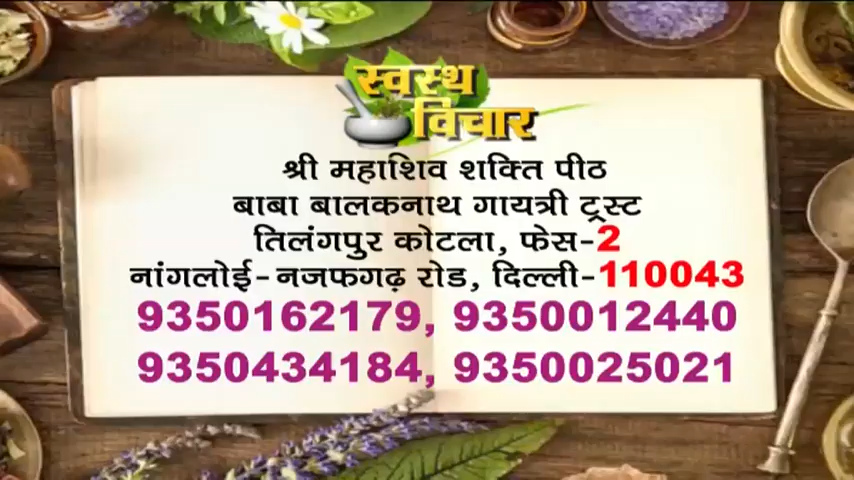 स्वस्थ
विचार
श्री महाशिव शक्ति पीठ
बाबा बालकनाथ गायत्री ट्रस्ट
तिलंगपुर कोटला, फेस-2
नांगलोई-नजफगढ़ रोड, दिल्ली-110043
9350162179, 9350012440
9350434184, 9350025021